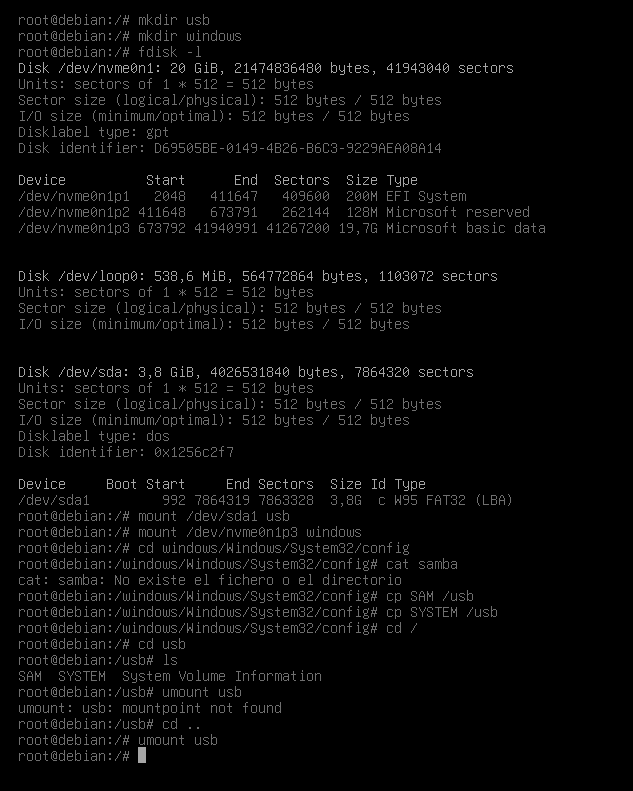 root@debian:/# mkdir usb
root@debian:/# mkdir windows
root@debian:/# fdisk -l
Disk /dev/nvme0n1: 20 GiB, 21474836480 bytes, 41943040 sectors
Units: sectors of 1 * 512 = 512 bytes
Sector size (logical/physical): 512 bytes / 512 bytes
I/O size (minimum/optimal): 512 bytes / 512 bytes
Disklabel type: gpt
Disk identifier: D69505BE-0149-4B26-B6C3-9229AEA08A14

Device          Start      End  Sectors  Size Type
/dev/nvme0n1p1   2048   411647   409600  200M EFI System
/dev/nvme0n1p2 411648   673791   262144  128M Microsoft reserved
/dev/nvme0n1p3 673792 41940991 41267200 19,7G Microsoft basic data


Disk /dev/loop0: 538,6 MiB, 564772864 bytes, 1103072 sectors
Units: sectors of 1 * 512 = 512 bytes
Sector size (logical/physical): 512 bytes / 512 bytes
I/O size (minimum/optimal): 512 bytes / 512 bytes


Disk /dev/sda: 3,8 GiB, 4026531840 bytes, 7864320 sectors
Units: sectors of 1 * 512 = 512 bytes
Sector size (logical/physical): 512 bytes / 512 bytes
I/O size (minimum/optimal): 512 bytes / 512 bytes
Disklabel type: dos
Disk identifier: 0x1256c2f7

Device     Boot Start     End Sectors  Size Id Type
/dev/sda1         992 7864319 7863328  3,8G  c W95 FAT32 (LBA)
root@debian:/# mount /dev/sda1 usb
root@debian:/# mount /dev/nvme0n1p3 windows
root@debian:/# cd windows/Windows/System32/config
root@debian:/windows/Windows/System32/config# cat samba
cat: samba: No existe el fichero o el directorio
root@debian:/windows/Windows/System32/config# cp SAM /usb
root@debian:/windows/Windows/System32/config# cp SYSTEM /usb
root@debian:/windows/Windows/System32/config# cd /
root@debian:/# cd usb
root@debian:/usb# ls
SAM  SYSTEM  System Volume Information
root@debian:/usb# umount usb
umount: usb: mountpoint not found
root@debian:/usb# cd ..
root@debian:/# umount usb
root@debian:/#